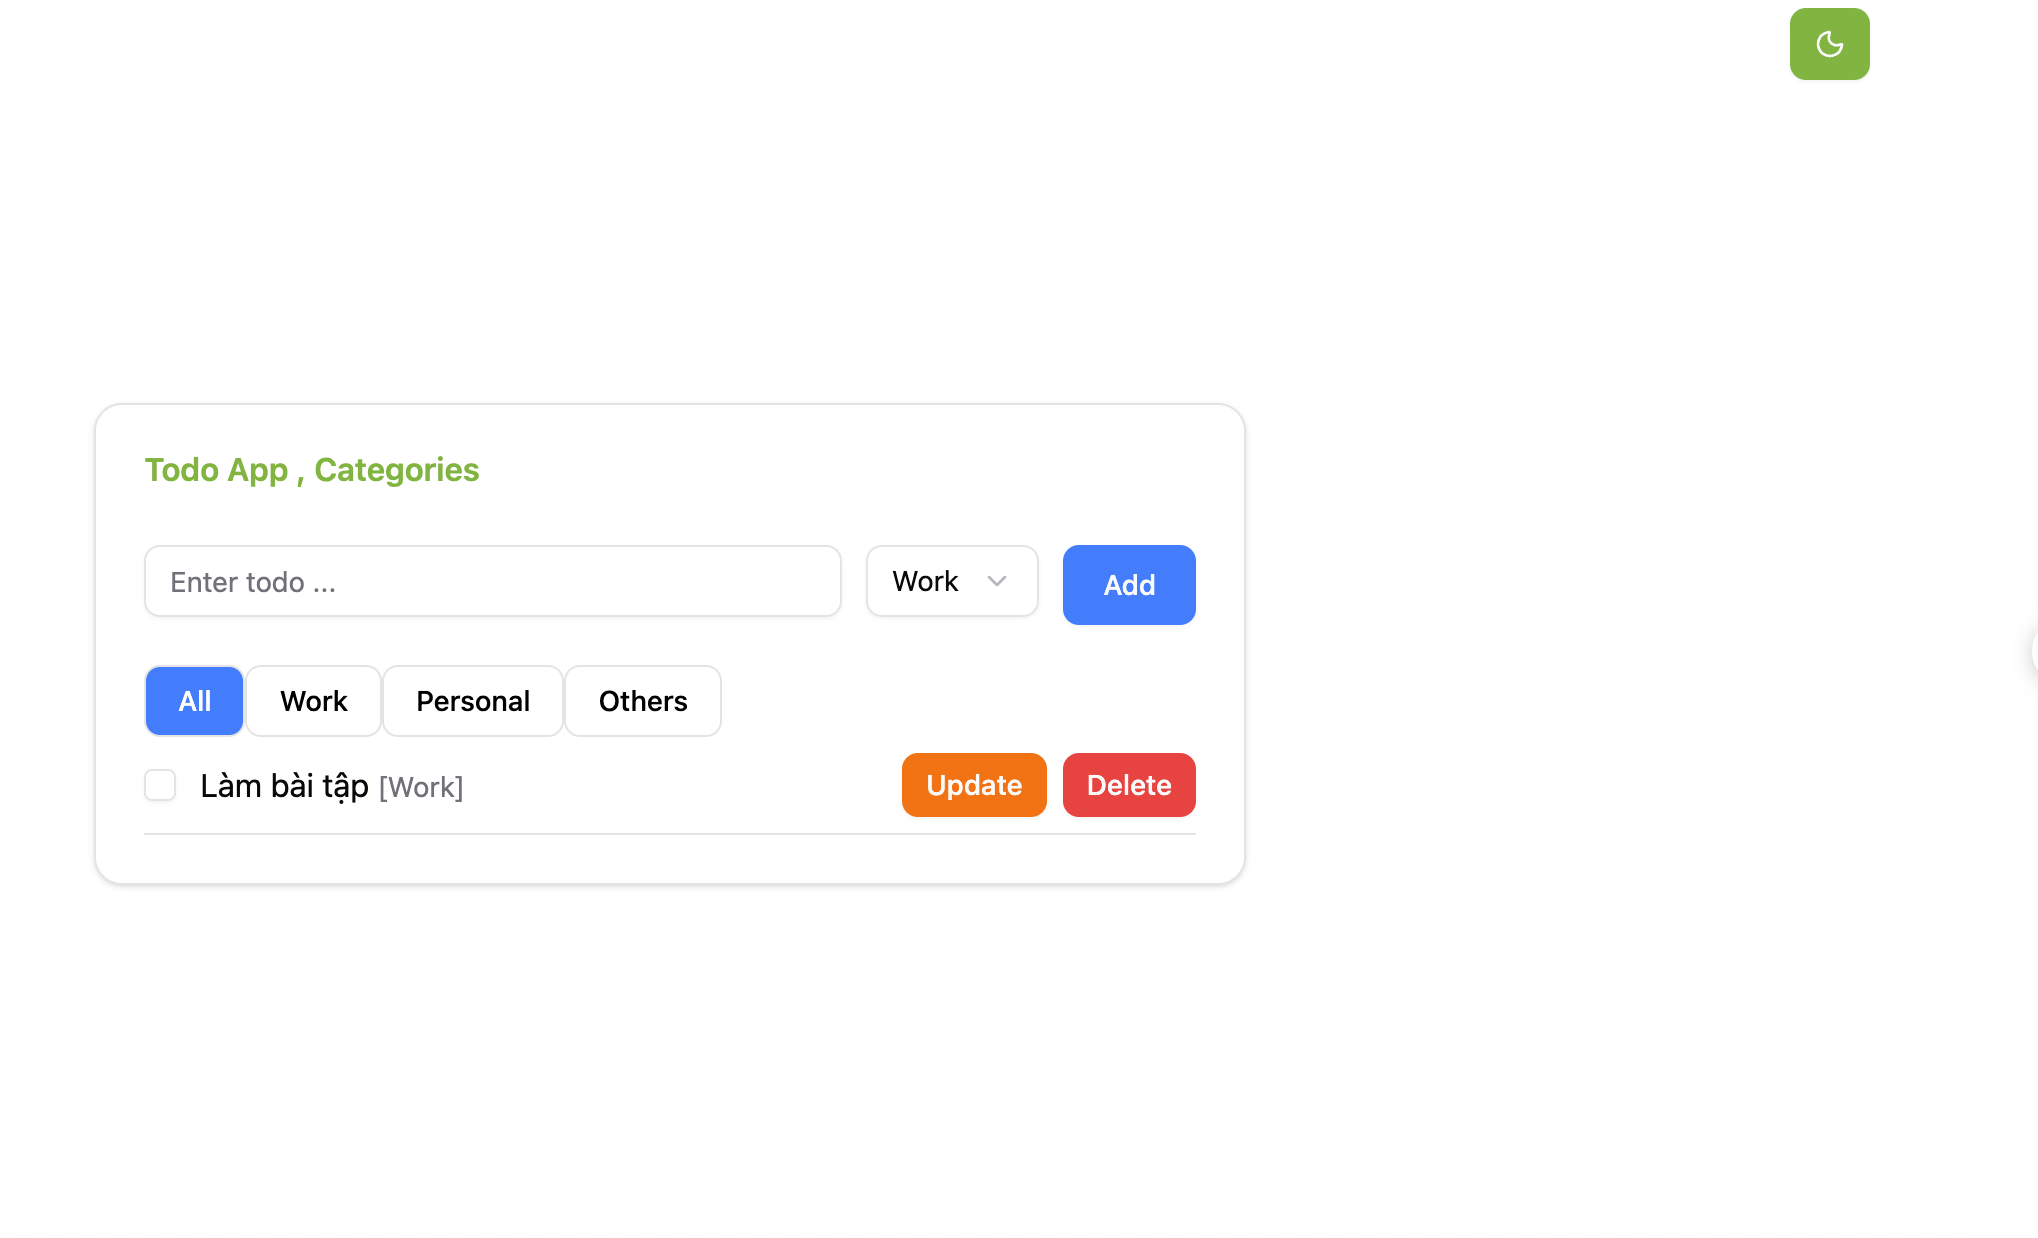 Todo App , Categories
Enter todo ... Work Add
All Work Personal Others
Làm bài tập [Work] Update Delete